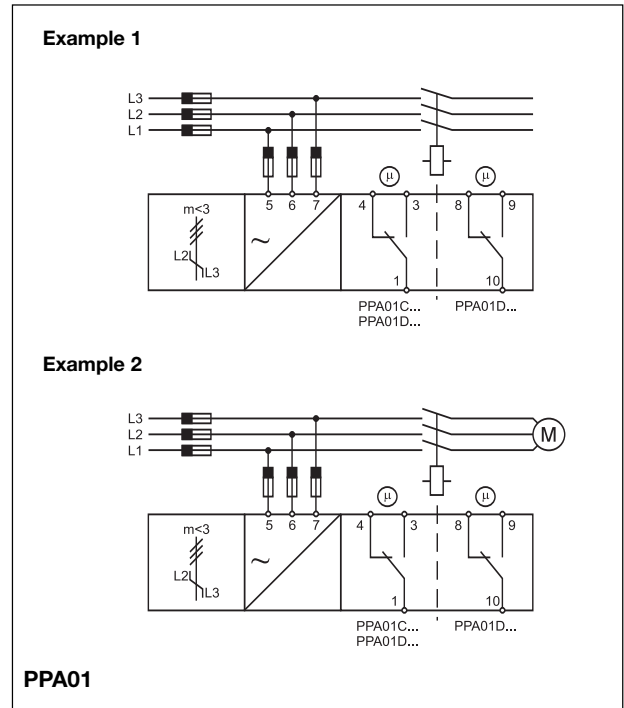 Example 1
L3
L2
L1
µ µ
m<3 5 6 7 4 3 8 9
~
L2 L3
1 10
PPA01C... PPA01D...
PPA01D...
Example 2
L3
L2 M
L1
µ µ
m<3 5 6 7 4 3 8 9
~
L2 L3
1 10
PPA01C... PPA01D...
PPA01D...
PPA01